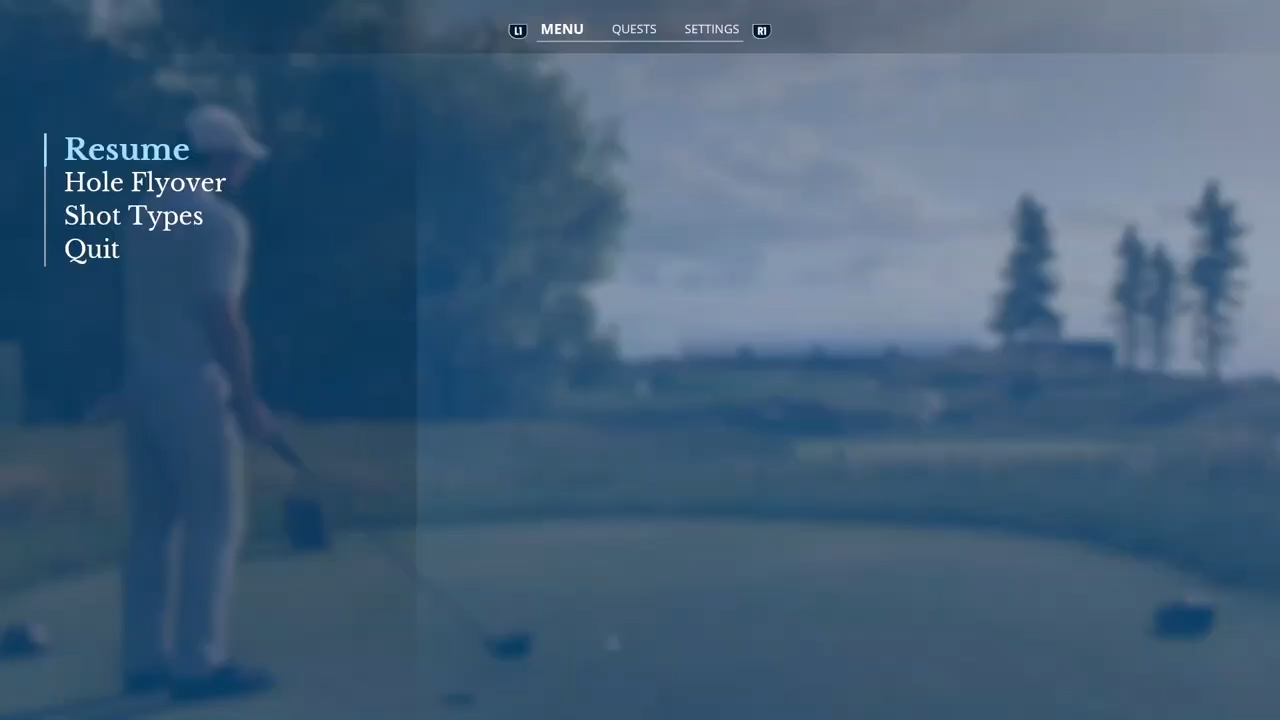 L1 MENU QUESTS SETTINGS R1
Resume
Hole Flyover
Shot Types
Quit